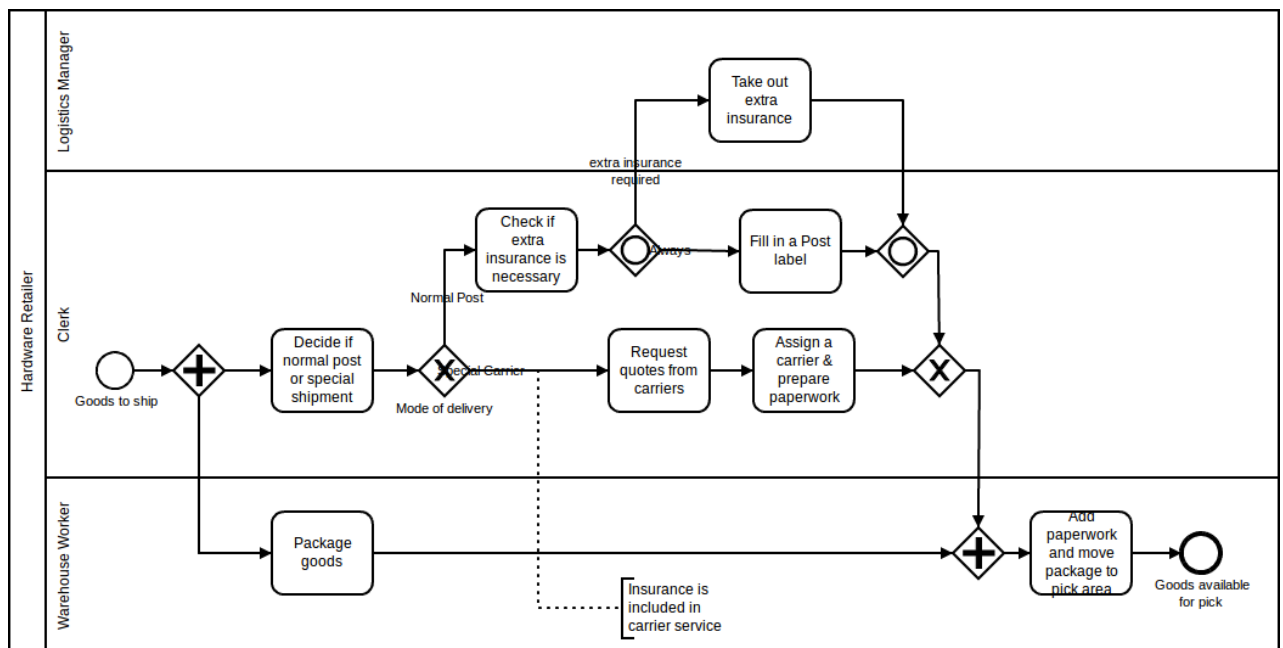 Hardware Retailer
Logistics Manager
Take out
extra
insurance
extra insurance
required
Clerk
Check if
extra
insurance is
necessary
Always
Fill in a Post
label
Normal Post
Goods to ship
Decide if
normal post
or special
shipment
Special Carrier
Mode of delivery
Request
quotes from
carriers
Assign a
carrier &
prepare
paperwork
Warehouse Worker
Package
goods
Insurance is
included in
carrier service
Add
paperwork
and move
package to
pick area
Goods available
for pick